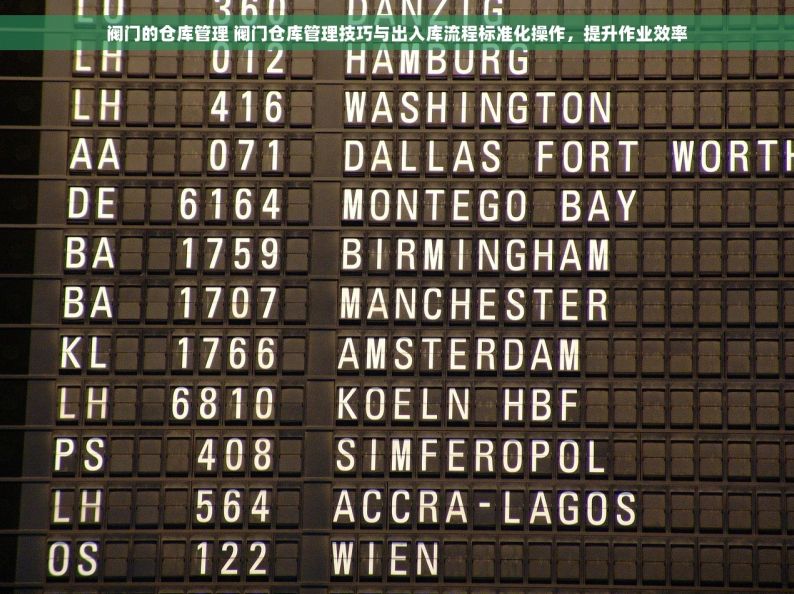 LO 360 DANZIG
阀门的仓库管理 阀门仓库管理技巧与出入库流程标准化操作，提升作业效率
LH 012 HAMBURG
LH 416 WASHINGTON
AA 071 DALLAS FORT WORTH
DE 6164 MONTEGO BAY
BA 1759 BIRMINGHAM
BA 1707 MANCHESTER
KL 1766 AMSTERDAM
LH 6810 KOELN HBF
PS 408 SIMFEROPOL
LH 564 ACCRA-LAGOS
OS 122 WIEN